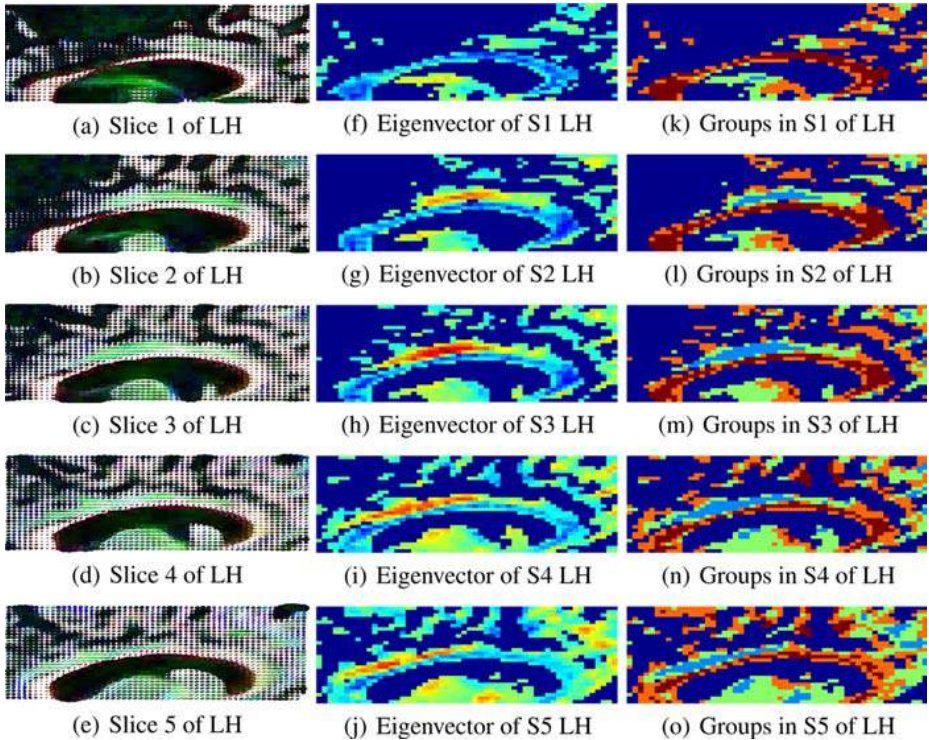 (a) Slice 1 of LH
(f) Eigenvector of S1 LH
(k) Groups in S1 of LH
(b) Slice 2 of LH
(g) Eigenvector of S2 LH
(l) Groups in S2 of LH
(c) Slice 3 of LH
(h) Eigenvector of S3 LH
(m) Groups in S3 of LH
(d) Slice 4 of LH
(i) Eigenvector of S4 LH
(n) Groups in S4 of LH
(e) Slice 5 of LH
(j) Eigenvector of S5 LH
(o) Groups in S5 of LH